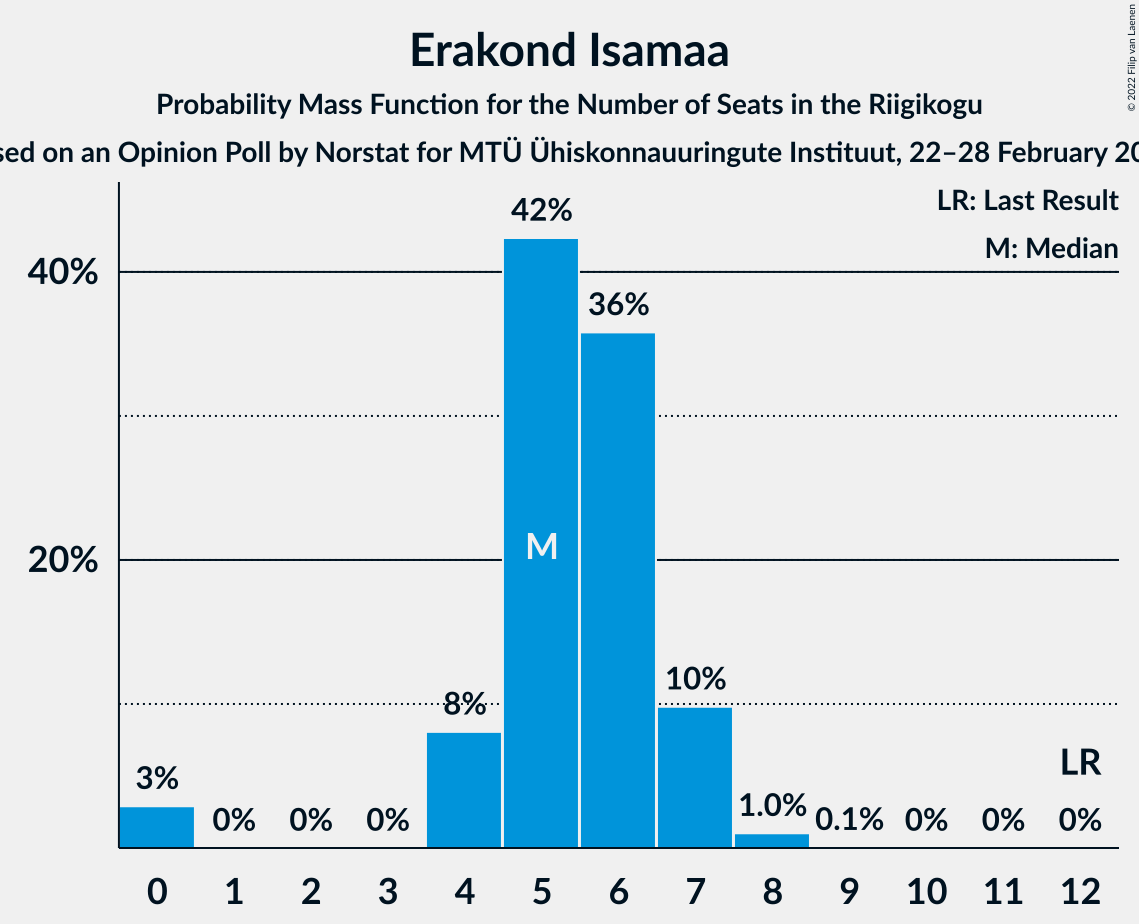 Erakond Isamaa
Probability Mass Function for the Number of Seats in the Riigikogu
on an Opinion Poll by Norstat for MTÜ Ühiskonnauuringute Instituut, 22–28 February
© 2022 Filip van Laenen
LR: Last Result
M: Median
40%
20%
3%
0%
0%
0%
8%
42%
M
36%
10%
1.0%
0.1%
0%
0%
0%
LR
0 1 2 3 4 5 6 7 8 9 10 11 12